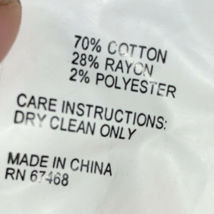 70% COTTON
28% RAYON
2% POLYESTER
CARE INSTRUCTIONS:
DRY CLEAN ONLY
MADE IN CHINA
RN 67468